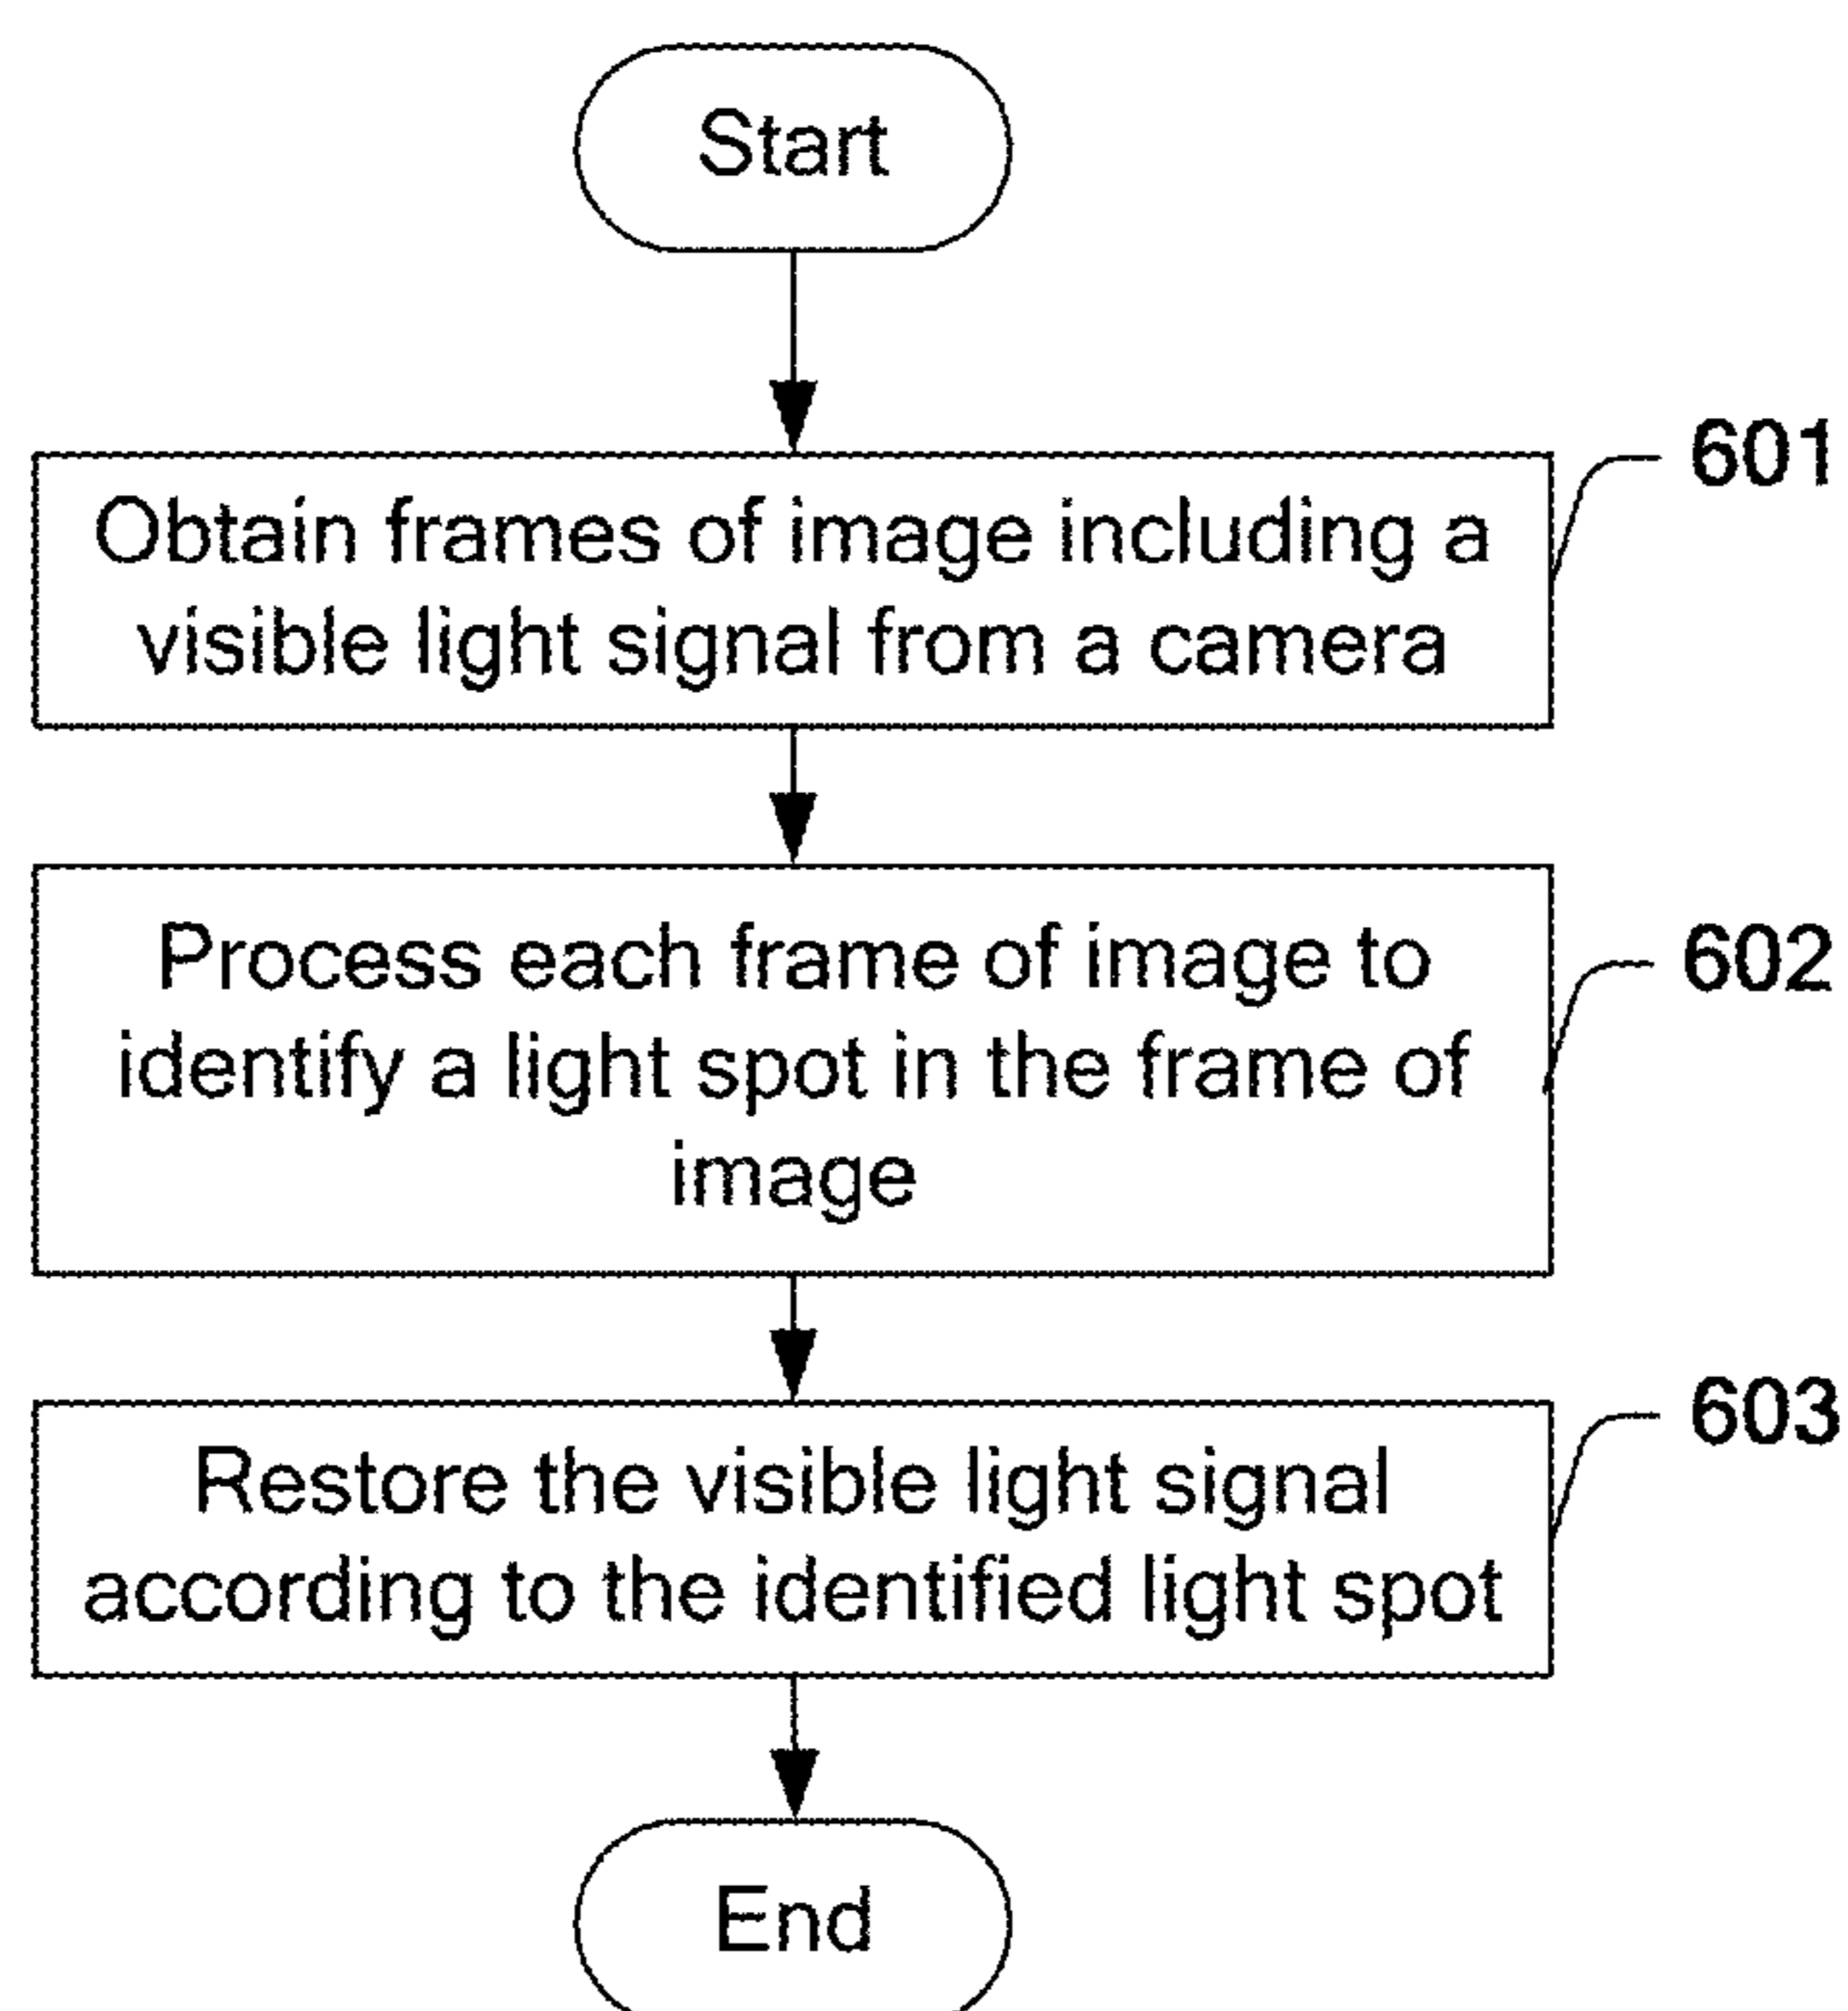 Start
601
Obtain frames of image including a
visible light signal from a camera
602
Process each frame of image to
identify a light spot in the frame of
image
603
Restore the visible light signal
according to the identified light spot
End